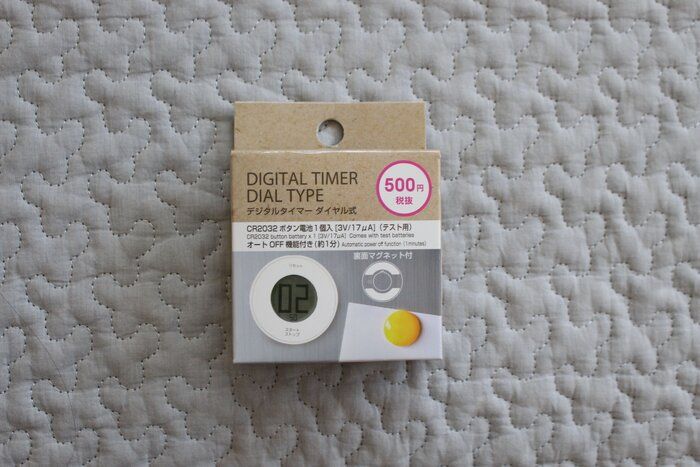 DIGITAL TIMER
DIAL TYPE
デジタルタイマー ダイヤル式
500円
税抜
CR2032 ボタン電池1個入 [3V/17μA]（テスト用）
CR2032 button battery x 1 [3V/17μA] Comes with test batteries
オートOFF 機能付き（約1分） Automatic power off function (1minutes)
裏面マグネット付
リセット
02
スタート
ストップ